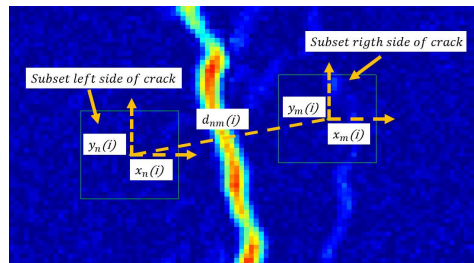 Subset rigth side of crack
Subset left side of crack
y_m(i)
d_nm(i)
x_m(i)
y_n(i)
x_n(i)